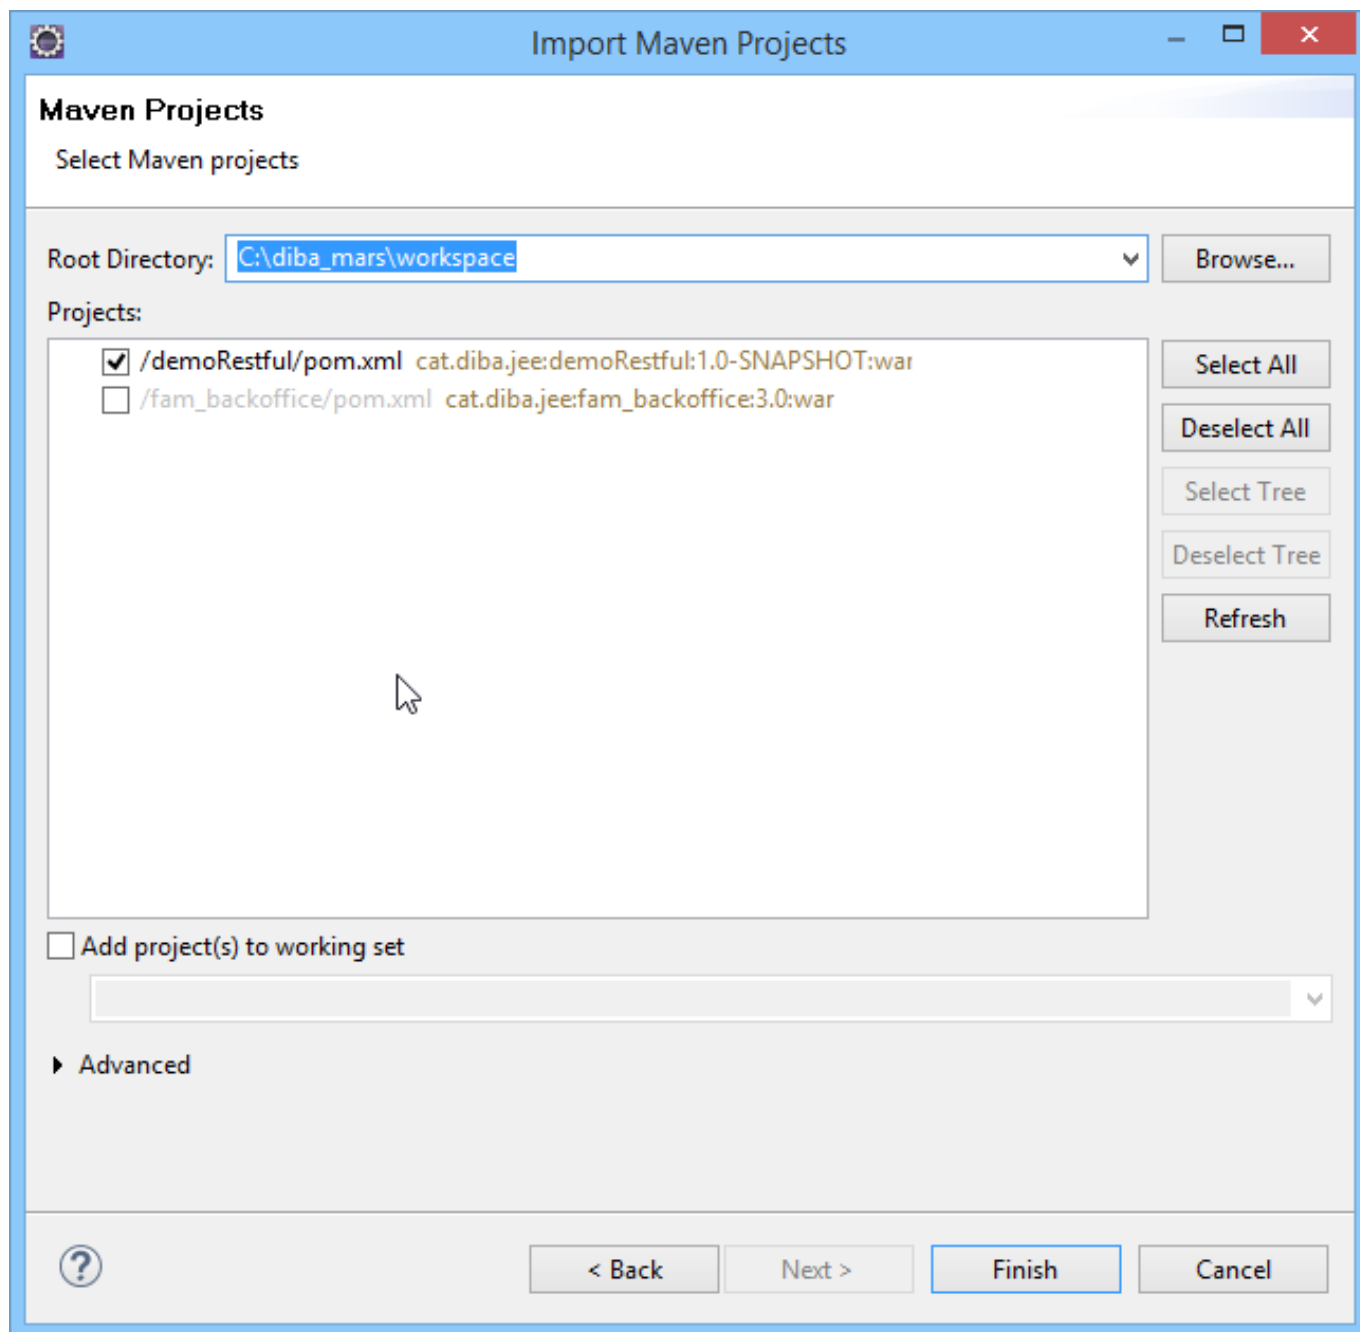 Import Maven Projects
Maven Projects
Select Maven projects
Root Directory: C:\diba_mars\workspace Browse...
Projects:
/demoRestful/pom.xml cat.diba.jee:demoRestful:1.0-SNAPSHOT:war Select All
/fam_backoffice/pom.xml cat.diba.jee:fam_backoffice:3.0:war
Deselect All
Select Tree
Deselect Tree
Refresh
Add project(s) to working set
Advanced
? < Back Next > Finish Cancel